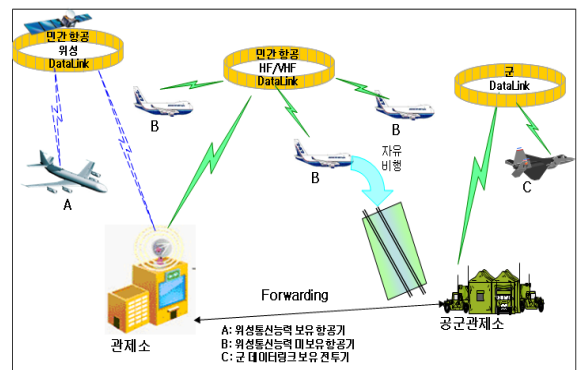 민간 항공
위성
DataLink
민간 항공
HF/VHF
DataLink
군
DataLink
B
B
B
자유
비행
A
C
Forwarding
관제소
공군관제소
A: 위성통신능력 보유 항공기
B: 위성통신능력 미보유 항공기
C: 군 데이터링크 보유 전투기